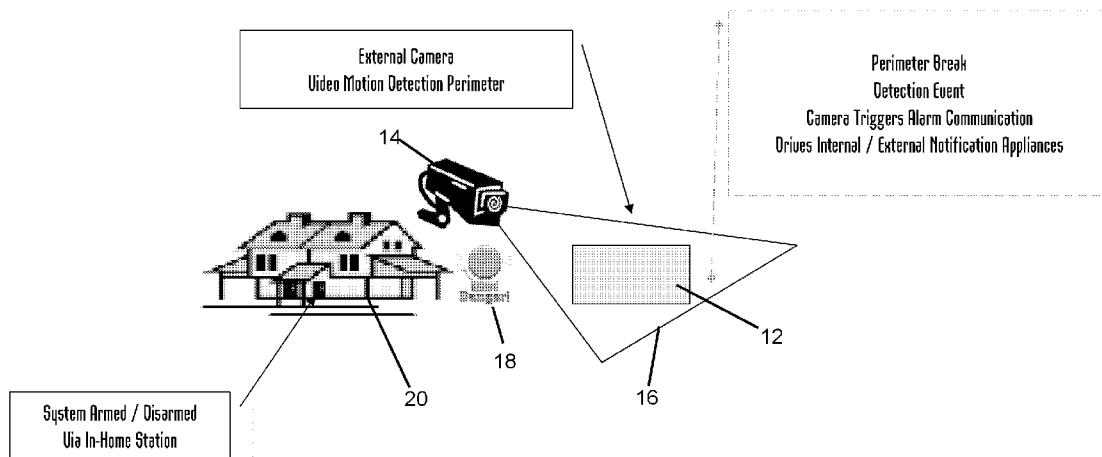 External Camera
Video Motion Detection Perimeter
Perimeter Break
Detection Event
Camera Triggers Alarm Communication
Drives Internal / External Notification Appliances
14
Danger!
18
12
20
16
System Armed / Disarmed
Via In-Home Station